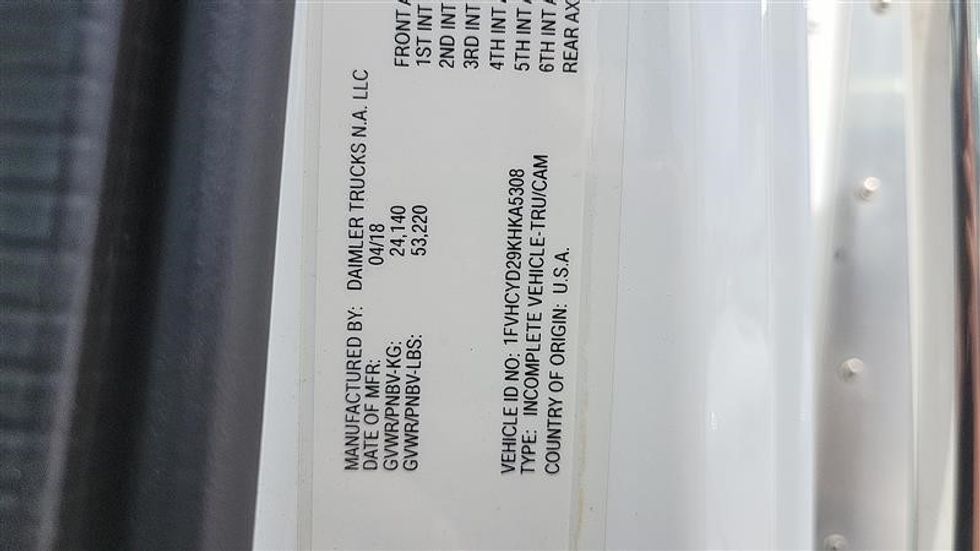 MANUFACTURED BY: DAIMLER TRUCKS N.A. LLC
DATE OF MFR: 04/18
GVWR/PNBV-KG: 24,140
GVWR/PNBV-LBS: 53,220
FRONT A
1ST INT
2ND INT
3RD INT
4TH INT A
5TH INT A
6TH INT A
REAR AX
VEHICLE ID NO: 1FVHCYD29KHKA5308
TYPE: INCOMPLETE VEHICLE-TRU/CAM
COUNTRY OF ORIGIN: U.S.A.